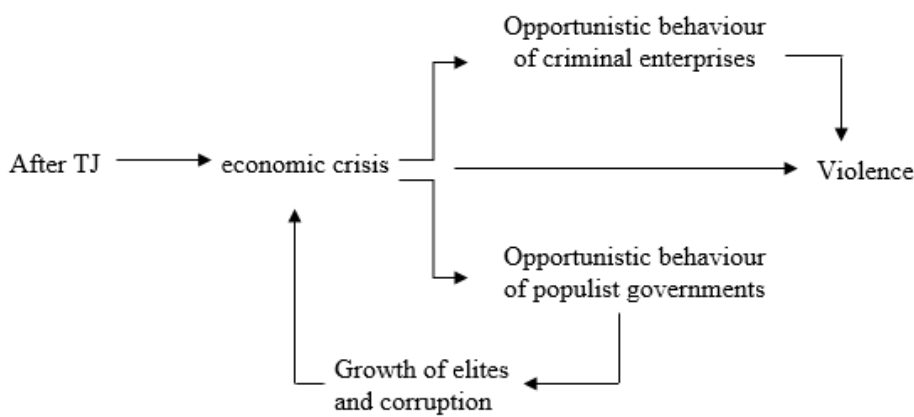 Opportunistic behaviour
of criminal enterprises
After TJ
economic crisis
Violence
Opportunistic behaviour
of populist governments
Growth of elites
and corruption